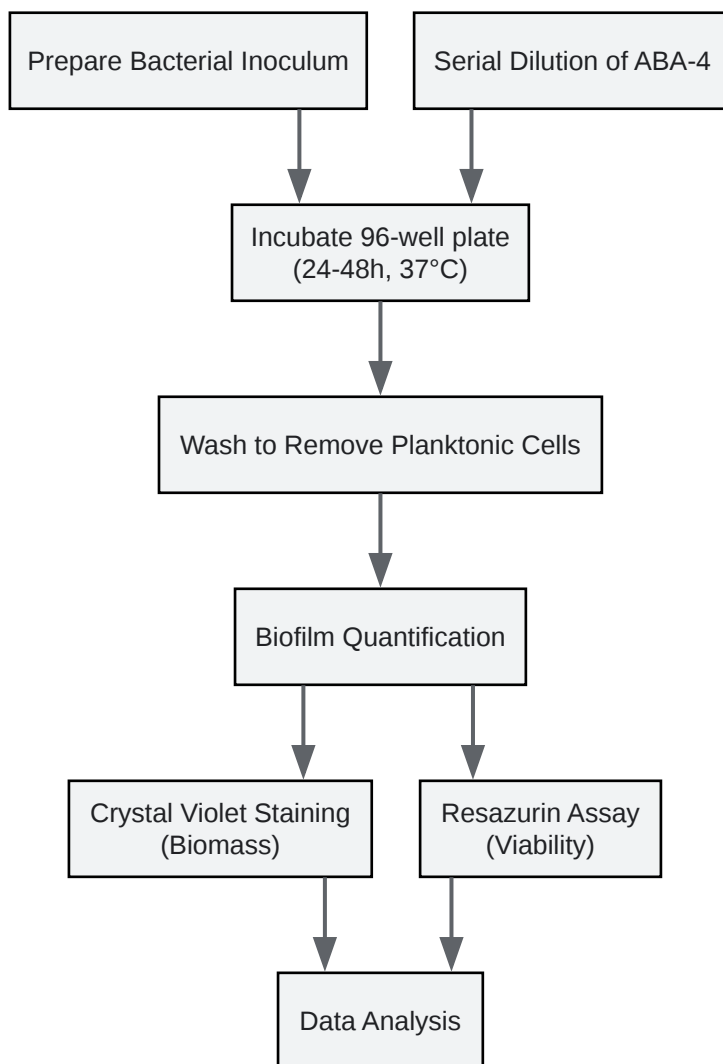 Prepare Bacterial Inoculum
Serial Dilution of ABA-4
Incubate 96-well plate
(24-48h, 37°C)
Wash to Remove Planktonic Cells
Biofilm Quantification
Crystal Violet Staining
(Biomass)
Resazurin Assay
(Viability)
Data Analysis